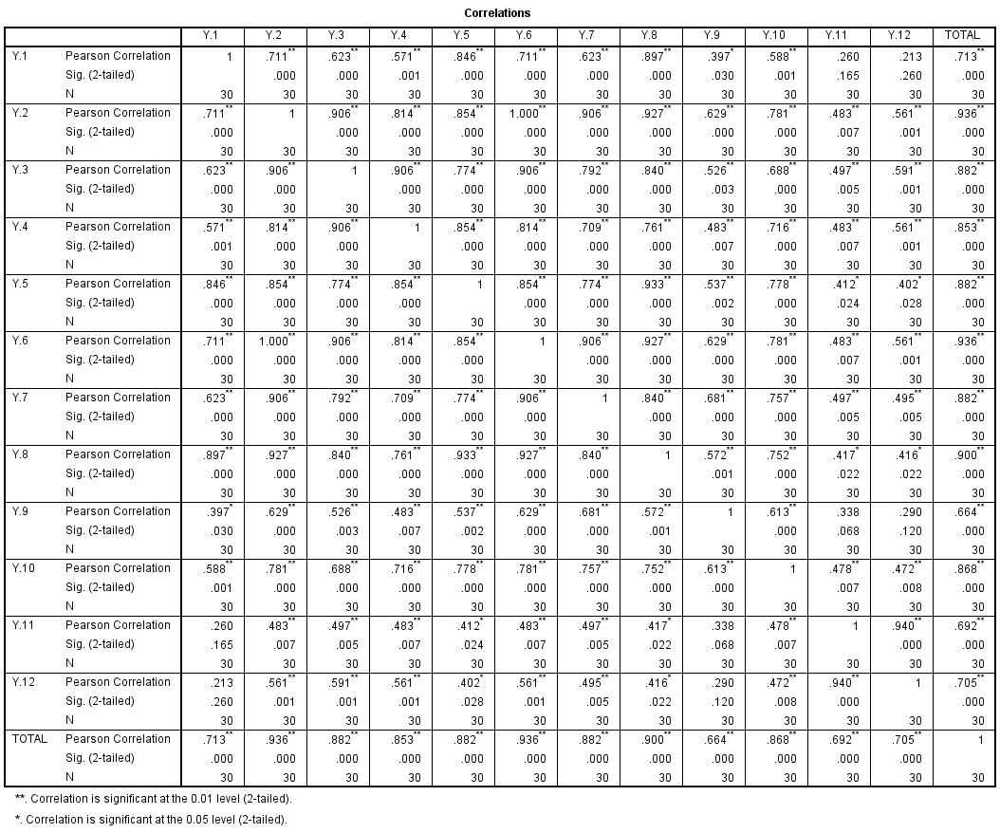 Correlations
Y.1 Y.2 Y.3 Y.4 Y.5 Y.6 Y.7 Y.8 Y.9 Y.10 Y.11 Y.12 TOTAL
Y.1 Pearson Correlation 1 .711** .623** .571** .846** .711** .623** .897** .397* .588** .260 .213 .713**
Sig. (2-tailed) .000 .000 .001 .000 .000 .000 .000 .030 .001 .165 .260 .000
N 30 30 30 30 30 30 30 30 30 30 30 30 30
Y.2 Pearson Correlation .711** 1 .906** .814** .854** 1.000** .906** .927** .629** .781** .483** .561** .936**
Sig. (2-tailed) .000 .000 .000 .000 .000 .000 .000 .000 .000 .007 .001 .000
N 30 30 30 30 30 30 30 30 30 30 30 30 30
Y.3 Pearson Correlation .623** .906** 1 .906** .774** .906** .792** .840** .526** .688** .497** .591** .882**
Sig. (2-tailed) .000 .000 .000 .000 .000 .000 .000 .003 .000 .005 .001 .000
N 30 30 30 30 30 30 30 30 30 30 30 30 30
Y.4 Pearson Correlation .571** .814** .906** 1 .854** .814** .709** .761** .483** .716** .483** .561** .853**
Sig. (2-tailed) .001 .000 .000 .000 .000 .000 .000 .007 .000 .007 .001 .000
N 30 30 30 30 30 30 30 30 30 30 30 30 30
Y.5 Pearson Correlation .846** .854** .774** .854** 1 .854** .774** .933** .537** .778** .412* .402* .882**
Sig. (2-tailed) .000 .000 .000 .000 .000 .000 .000 .002 .000 .024 .028 .000
N 30 30 30 30 30 30 30 30 30 30 30 30 30
Y.6 Pearson Correlation .711** 1.000** .906** .814** .854** 1 .906** .927** .629** .781** .483** .561** .936**
Sig. (2-tailed) .000 .000 .000 .000 .000 .000 .000 .000 .000 .007 .001 .000
N 30 30 30 30 30 30 30 30 30 30 30 30 30
Y.7 Pearson Correlation .623** .906** .792** .709** .774** .906** 1 .840** .681** .757** .497** .495** .882**
Sig. (2-tailed) .000 .000 .000 .000 .000 .000 .000 .000 .000 .005 .005 .000
N 30 30 30 30 30 30 30 30 30 30 30 30 30
Y.8 Pearson Correlation .897** .927** .840** .761** .933** .927** .840** 1 .572** .752** .417* .416* .900**
Sig. (2-tailed) .000 .000 .000 .000 .000 .000 .000 .001 .000 .022 .022 .000
N 30 30 30 30 30 30 30 30 30 30 30 30 30
Y.9 Pearson Correlation .397* .629** .526** .483** .537** .629** .681** .572** 1 .613** .338 .290 .664**
Sig. (2-tailed) .030 .000 .003 .007 .002 .000 .000 .001 .000 .068 .120 .000
N 30 30 30 30 30 30 30 30 30 30 30 30 30
Y.10 Pearson Correlation .588** .781** .688** .716** .778** .781** .757** .752** .613** 1 .478** .472** .868**
Sig. (2-tailed) .001 .000 .000 .000 .000 .000 .000 .000 .000 .007 .008 .000
N 30 30 30 30 30 30 30 30 30 30 30 30 30
Y.11 Pearson Correlation .260 .483** .497** .483** .412* .483** .497** .417* .338 .478** 1 .940** .692**
Sig. (2-tailed) .165 .007 .005 .007 .024 .007 .005 .022 .068 .007 .000 .000
N 30 30 30 30 30 30 30 30 30 30 30 30 30
Y.12 Pearson Correlation .213 .561** .591** .561** .402* .561** .495** .416* .290 .472** .940** 1 .705**
Sig. (2-tailed) .260 .001 .001 .001 .028 .001 .005 .022 .120 .008 .000 .000
N 30 30 30 30 30 30 30 30 30 30 30 30 30
TOTAL Pearson Correlation .713** .936** .882** .853** .882** .936** .882** .900** .664** .868** .692** .705** 1
Sig. (2-tailed) .000 .000 .000 .000 .000 .000 .000 .000 .000 .000 .000 .000
N 30 30 30 30 30 30 30 30 30 30 30 30 30
**. Correlation is significant at the 0.01 level (2-tailed).
*. Correlation is significant at the 0.05 level (2-tailed).